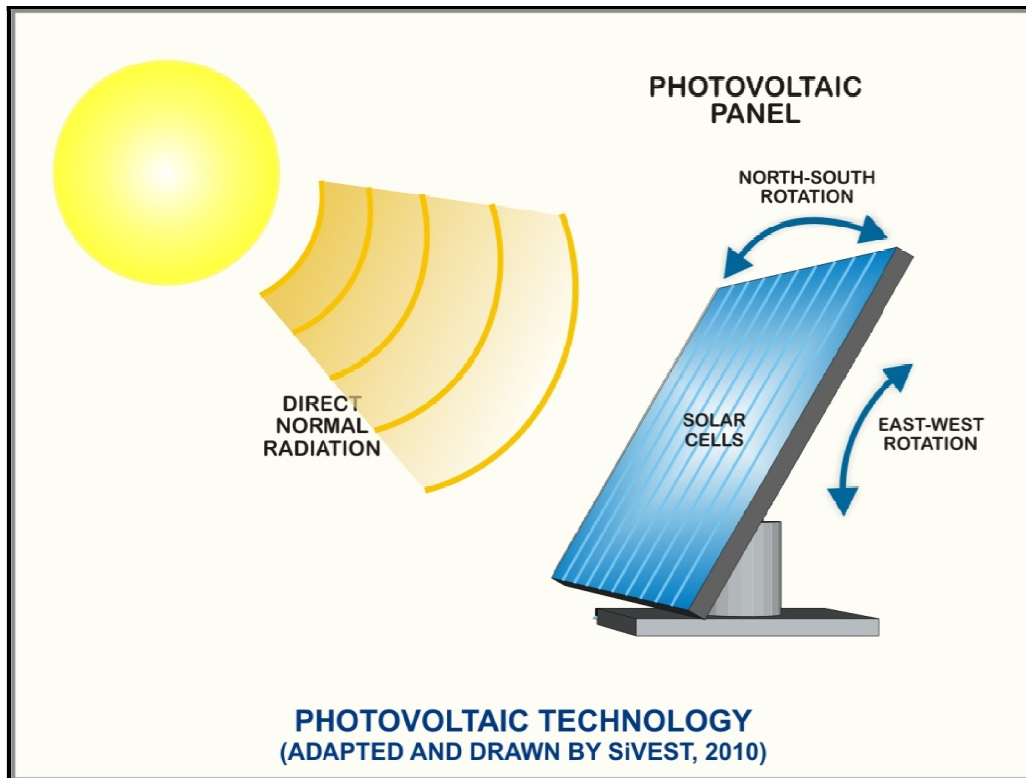 PHOTOVOLTAIC
PANEL
NORTH-SOUTH
ROTATION
DIRECT
NORMAL
RADIATION
SOLAR
CELLS
EAST-WEST
ROTATION
PHOTOVOLTAIC TECHNOLOGY
(ADAPTED AND DRAWN BY SiVEST, 2010)